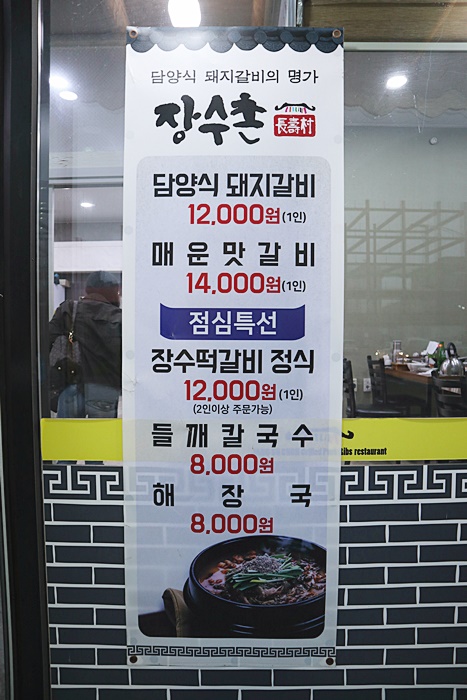 담양식 돼지갈비의 명가
장수촌 長壽村
담양식 돼지갈비
12,000원(1인)
매운맛갈비
14,000원(1인)
점심특선
장수떡갈비 정식
12,000원(1인)
(2인이상 주문가능)
들깨칼국수
8,000원
해장국
8,000원
Ribs restaurant